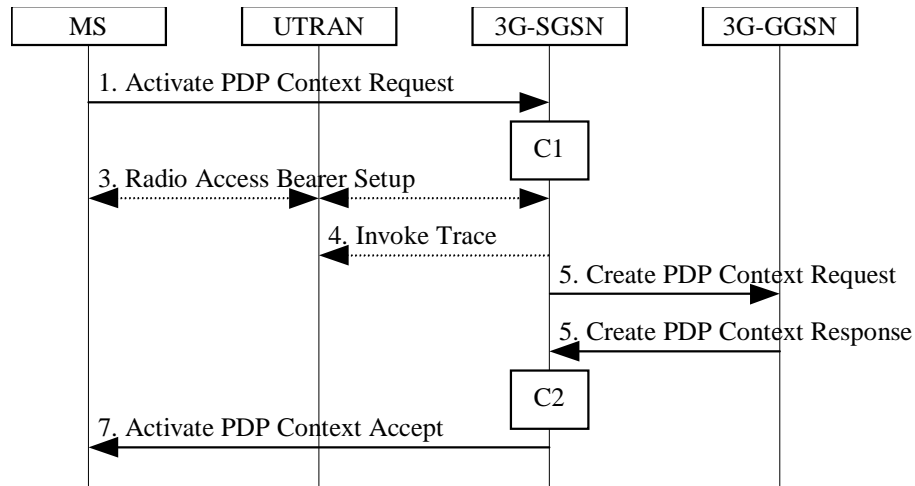 MS
UTRAN
3G-SGSN
3G-GGSN
1. Activate PDP Context Request
C1
3. Radio Access Bearer Setup
4. Invoke Trace
5. Create PDP Context Request
5. Create PDP Context Response
C2
7. Activate PDP Context Accept